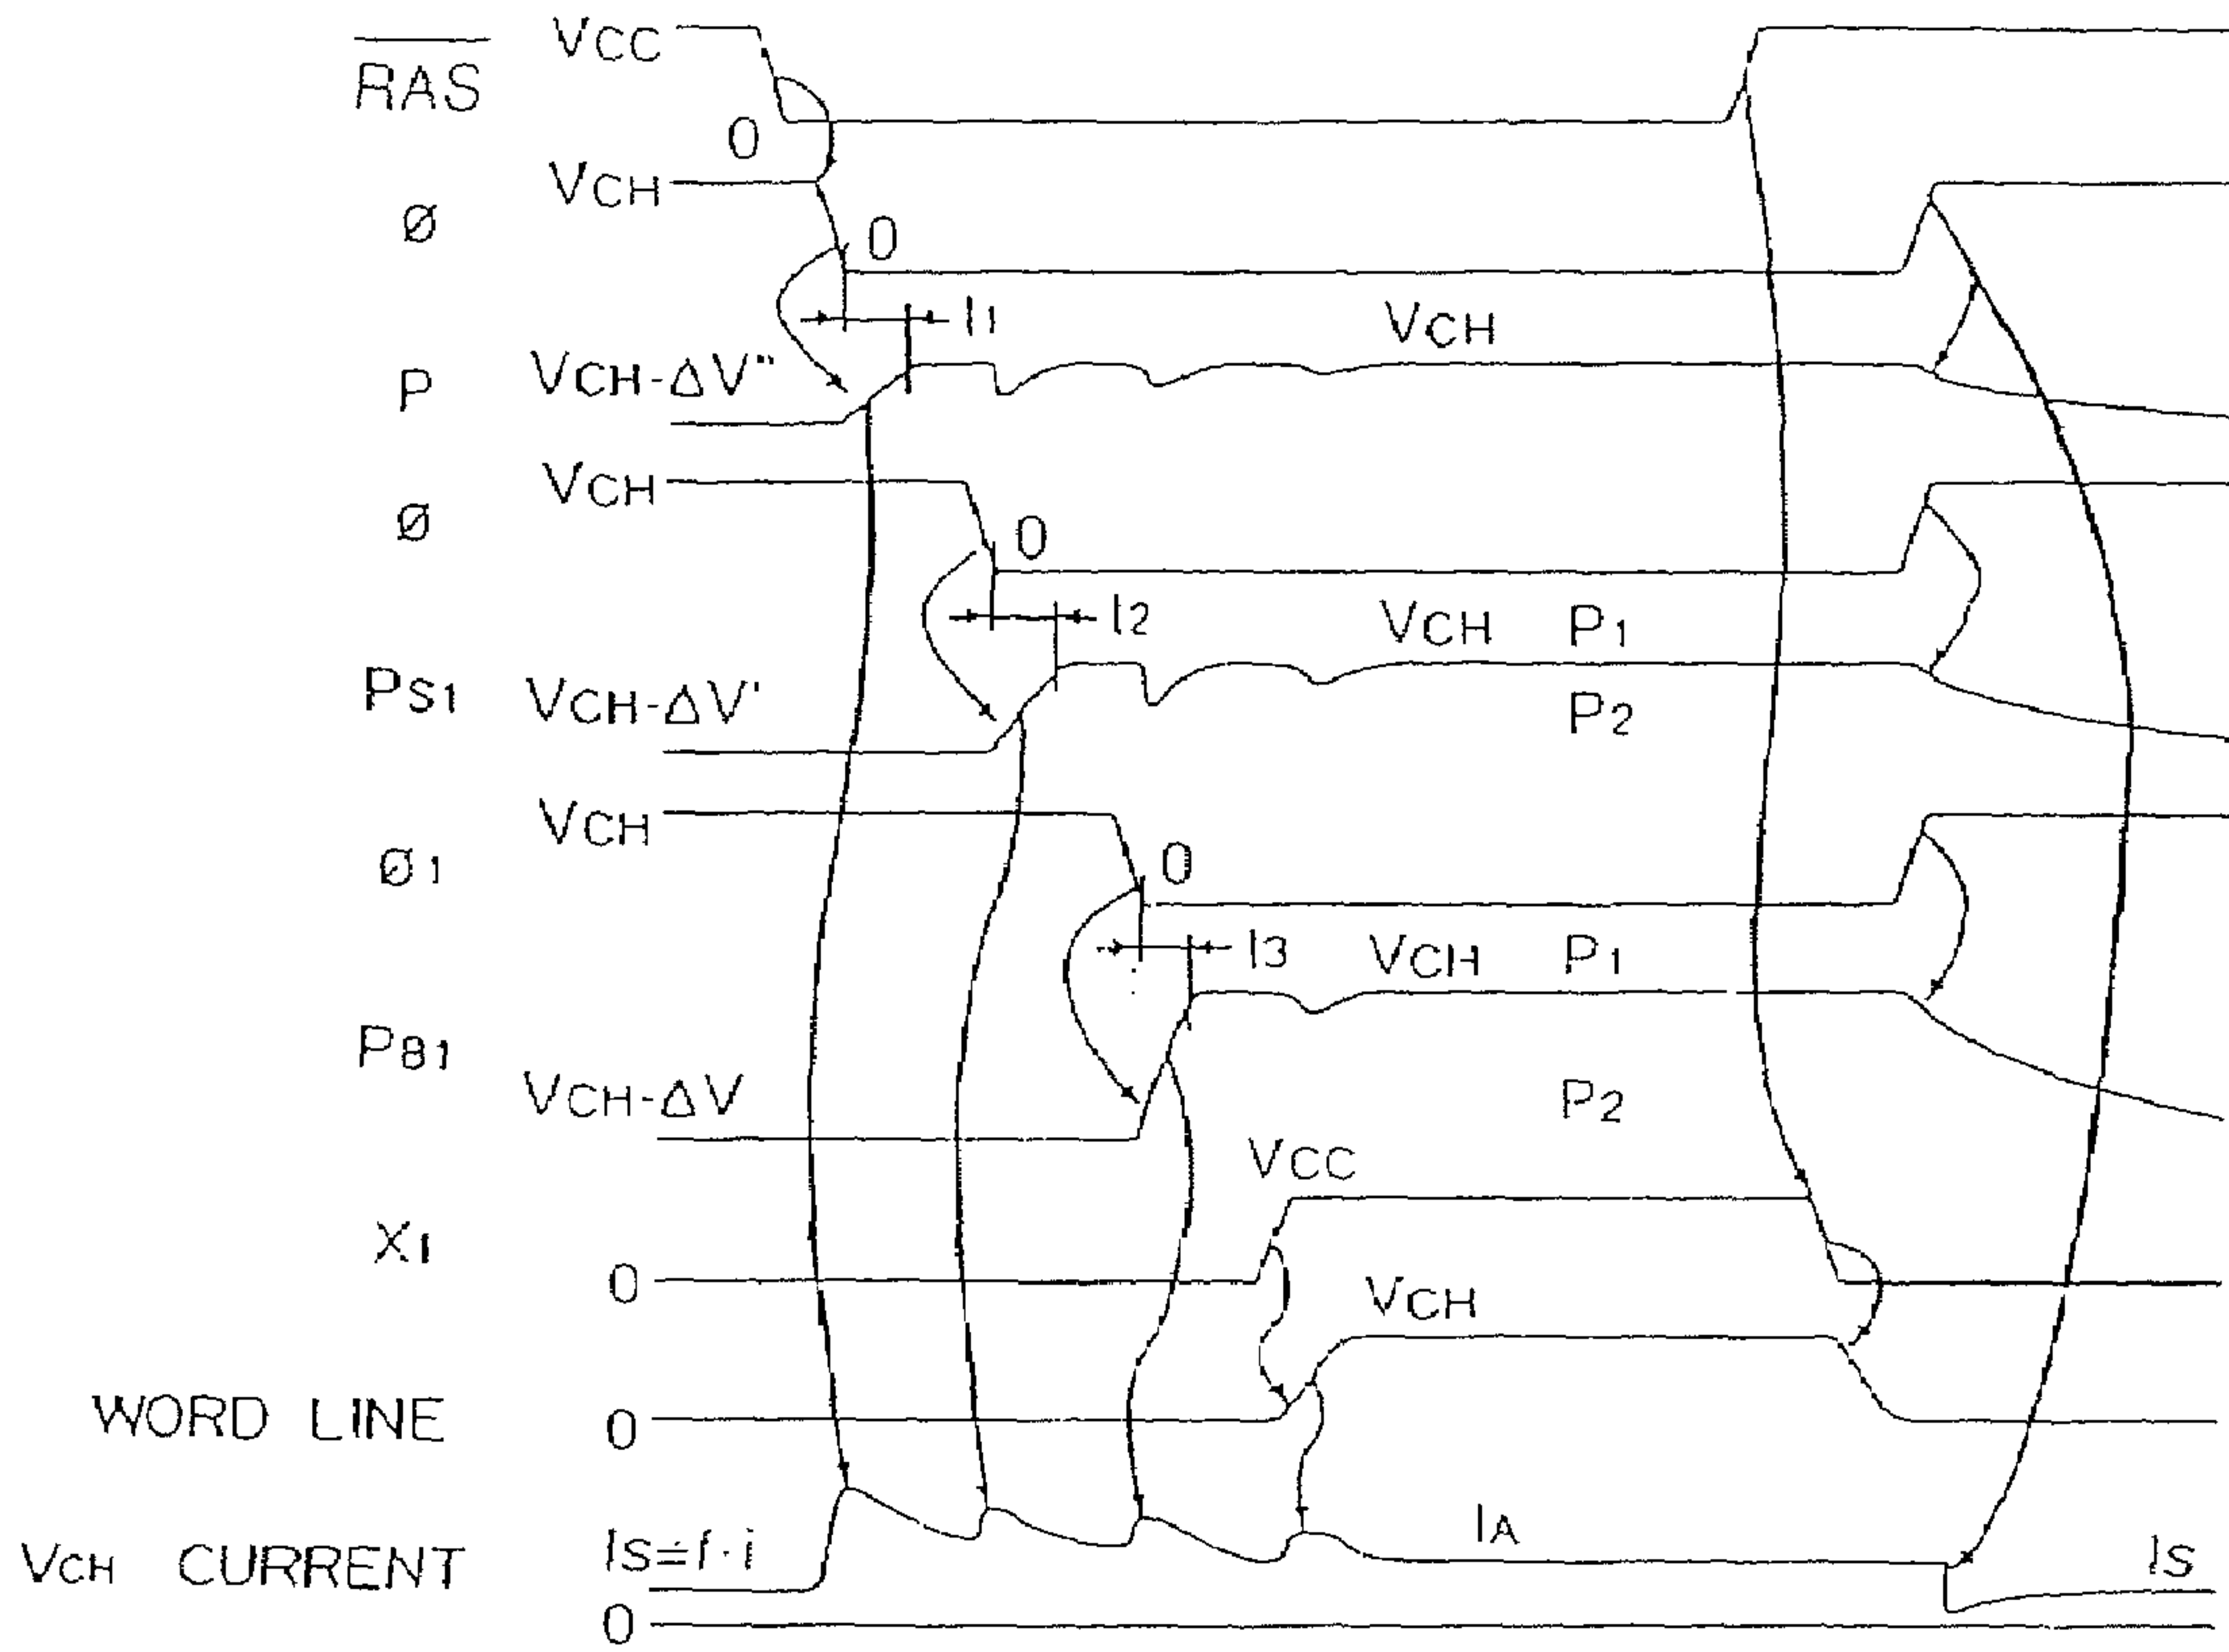 VCC
RAS
0
VCH
Ø
0
l1
VCH
P VCH-ΔV"
VCH
Ø
0
l2
VCH P1
PS1 VCH-ΔV'
P2
VCH
Ø1
0
l3
VCH P1
PB1
VCH-ΔV
P2
VCC
X1
0
VCH
WORD LINE 0
IA
VCH CURRENT IS≒f·i
IS
0